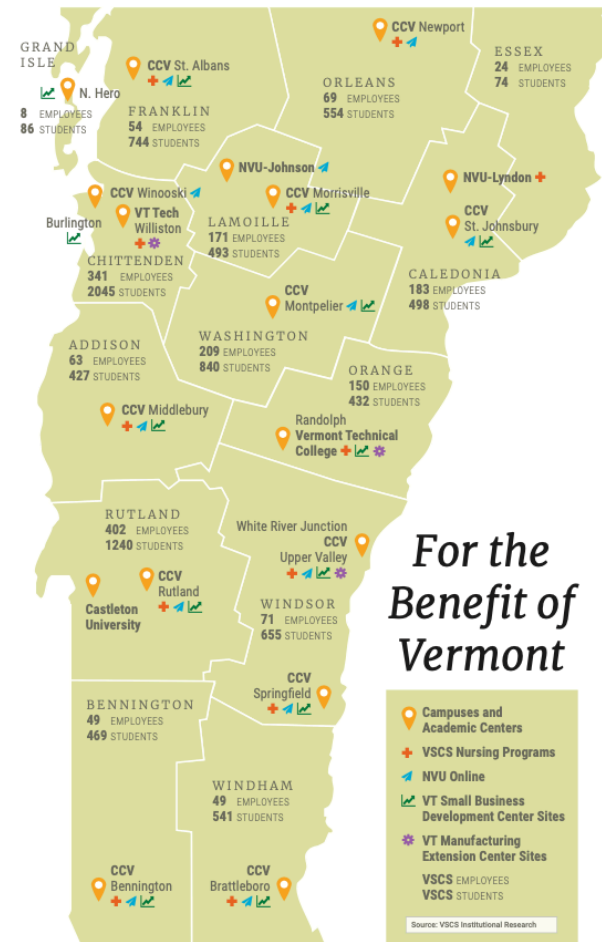 GRAND
ISLE
N. Hero
8 EMPLOYEES
86 STUDENTS
CCV St. Albans
FRANKLIN
54 EMPLOYEES
744 STUDENTS
CCV Newport
ORLEANS
69 EMPLOYEES
554 STUDENTS
ESSEX
24 EMPLOYEES
74 STUDENTS
CCV Winooski
VT Tech
Williston
Burlington
CHITTENDEN
341 EMPLOYEES
2045 STUDENTS
NVU-Johnson
CCV Morrisville
LAMOILLE
171 EMPLOYEES
493 STUDENTS
NVU-Lyndon
CCV
St. Johnsbury
CALEDONIA
183 EMPLOYEES
498 STUDENTS
CCV
Montpelier
WASHINGTON
209 EMPLOYEES
840 STUDENTS
ADDISON
63 EMPLOYEES
427 STUDENTS
CCV Middlebury
ORANGE
150 EMPLOYEES
432 STUDENTS
Randolph
Vermont Technical
College
RUTLAND
402 EMPLOYEES
1240 STUDENTS
CCV
Rutland
Castleton
University
White River Junction
CCV
Upper Valley
WINDSOR
71 EMPLOYEES
655 STUDENTS
CCV
Springfield
BENNINGTON
49 EMPLOYEES
469 STUDENTS
CCV
Bennington
WINDHAM
49 EMPLOYEES
541 STUDENTS
CCV
Brattleboro
For the
Benefit of
Vermont
Campuses and
Academic Centers
VSCS Nursing Programs
NVU Online
VT Small Business
Development Center Sites
VT Manufacturing
Extension Center Sites
VSCS EMPLOYEES
VSCS STUDENTS
Source: VSCS Institutional Research